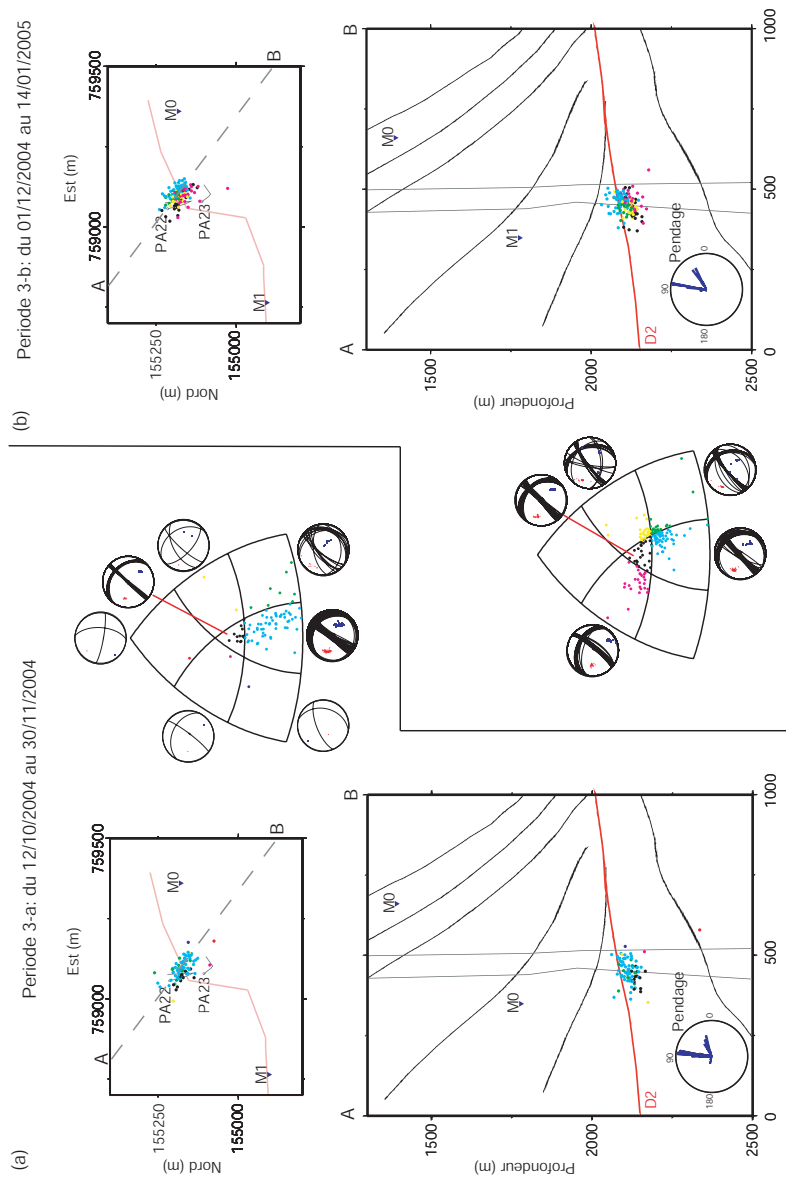 (a)
Periode 3-a: du 12/10/2004 au 30/11/2004
Est (m)
759000
759500
A
B
PA22
PA23
M0
M1
155250
155000
Nord (m)
A
B
M0
M0
D2
Pendage
0
90
180
1500
2000
2500
Profondeur (m)
0
500
1000
(b)
Periode 3-b: du 01/12/2004 au 14/01/2005
Est (m)
759000
759500
A
B
PA22
PA23
M0
M1
155250
155000
Nord (m)
A
B
M0
M1
D2
Pendage
0
90
180
1500
2000
2500
Profondeur (m)
0
500
1000